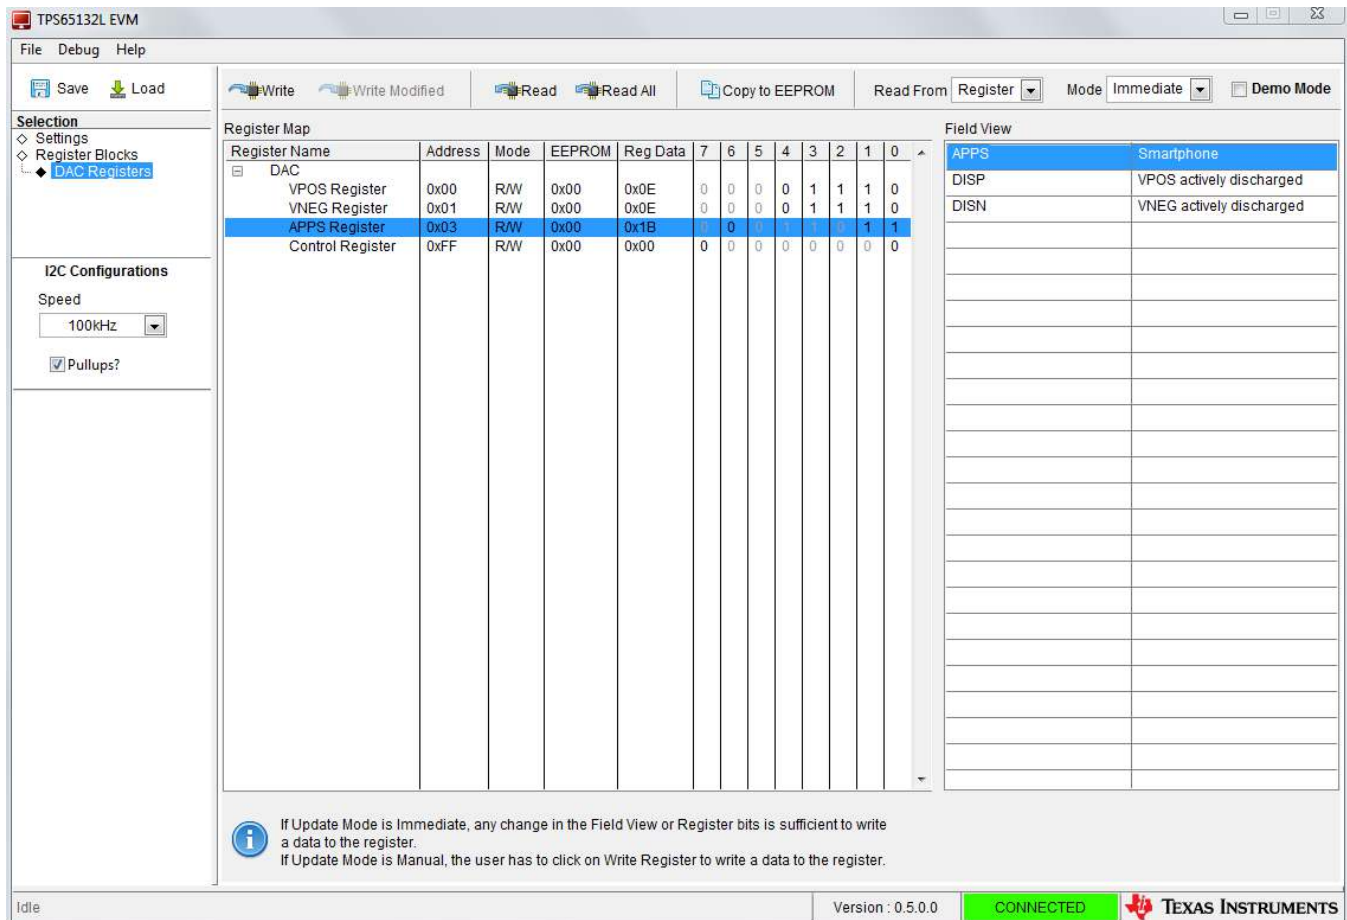 TPS65132L EVM
File Debug Help
Save Load
Write Write Modified Read Read All Copy to EEPROM Read From Register Mode Immediate Demo Mode
Selection
Settings
Register Blocks
DAC Registers
I2C Configurations
Speed
100kHz
Pullups?
Register Map
Register Name Address Mode EEPROM Reg Data 7 6 5 4 3 2 1 0
DAC
VPOS Register 0x00 R/W 0x00 0x0E 0 0 0 0 1 1 1 0
VNEG Register 0x01 R/W 0x00 0x0E 0 0 0 0 1 1 1 0
APPS Register 0x03 R/W 0x00 0x1B 0 0 0 1 1 0 1 1
Control Register 0xFF R/W 0x00 0x00 0 0 0 0 0 0 0 0
Field View
APPS Smartphone
DISP VPOS actively discharged
DISN VNEG actively discharged
If Update Mode is Immediate, any change in the Field View or Register bits is sufficient to write
a data to the register.
If Update Mode is Manual, the user has to click on Write Register to write a data to the register.
Idle Version : 0.5.0.0 CONNECTED TEXAS INSTRUMENTS